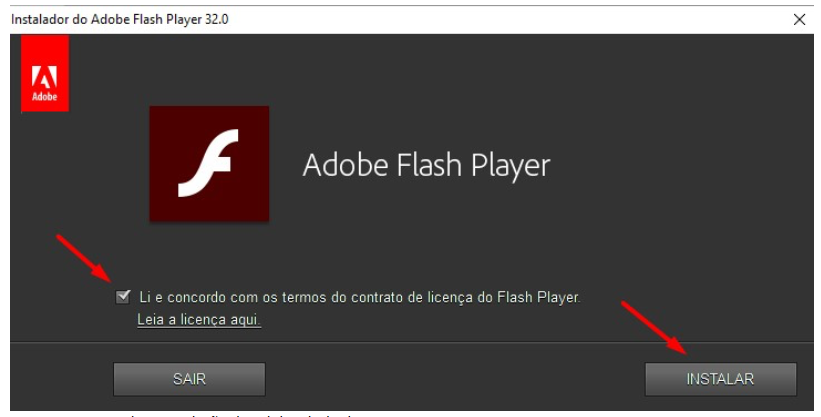 Instalador do Adobe Flash Player 32.0
Adobe
Adobe Flash Player
Li e concordo com os termos do contrato de licença do Flash Player.
Leia a licença aqui.
SAIR
INSTALAR